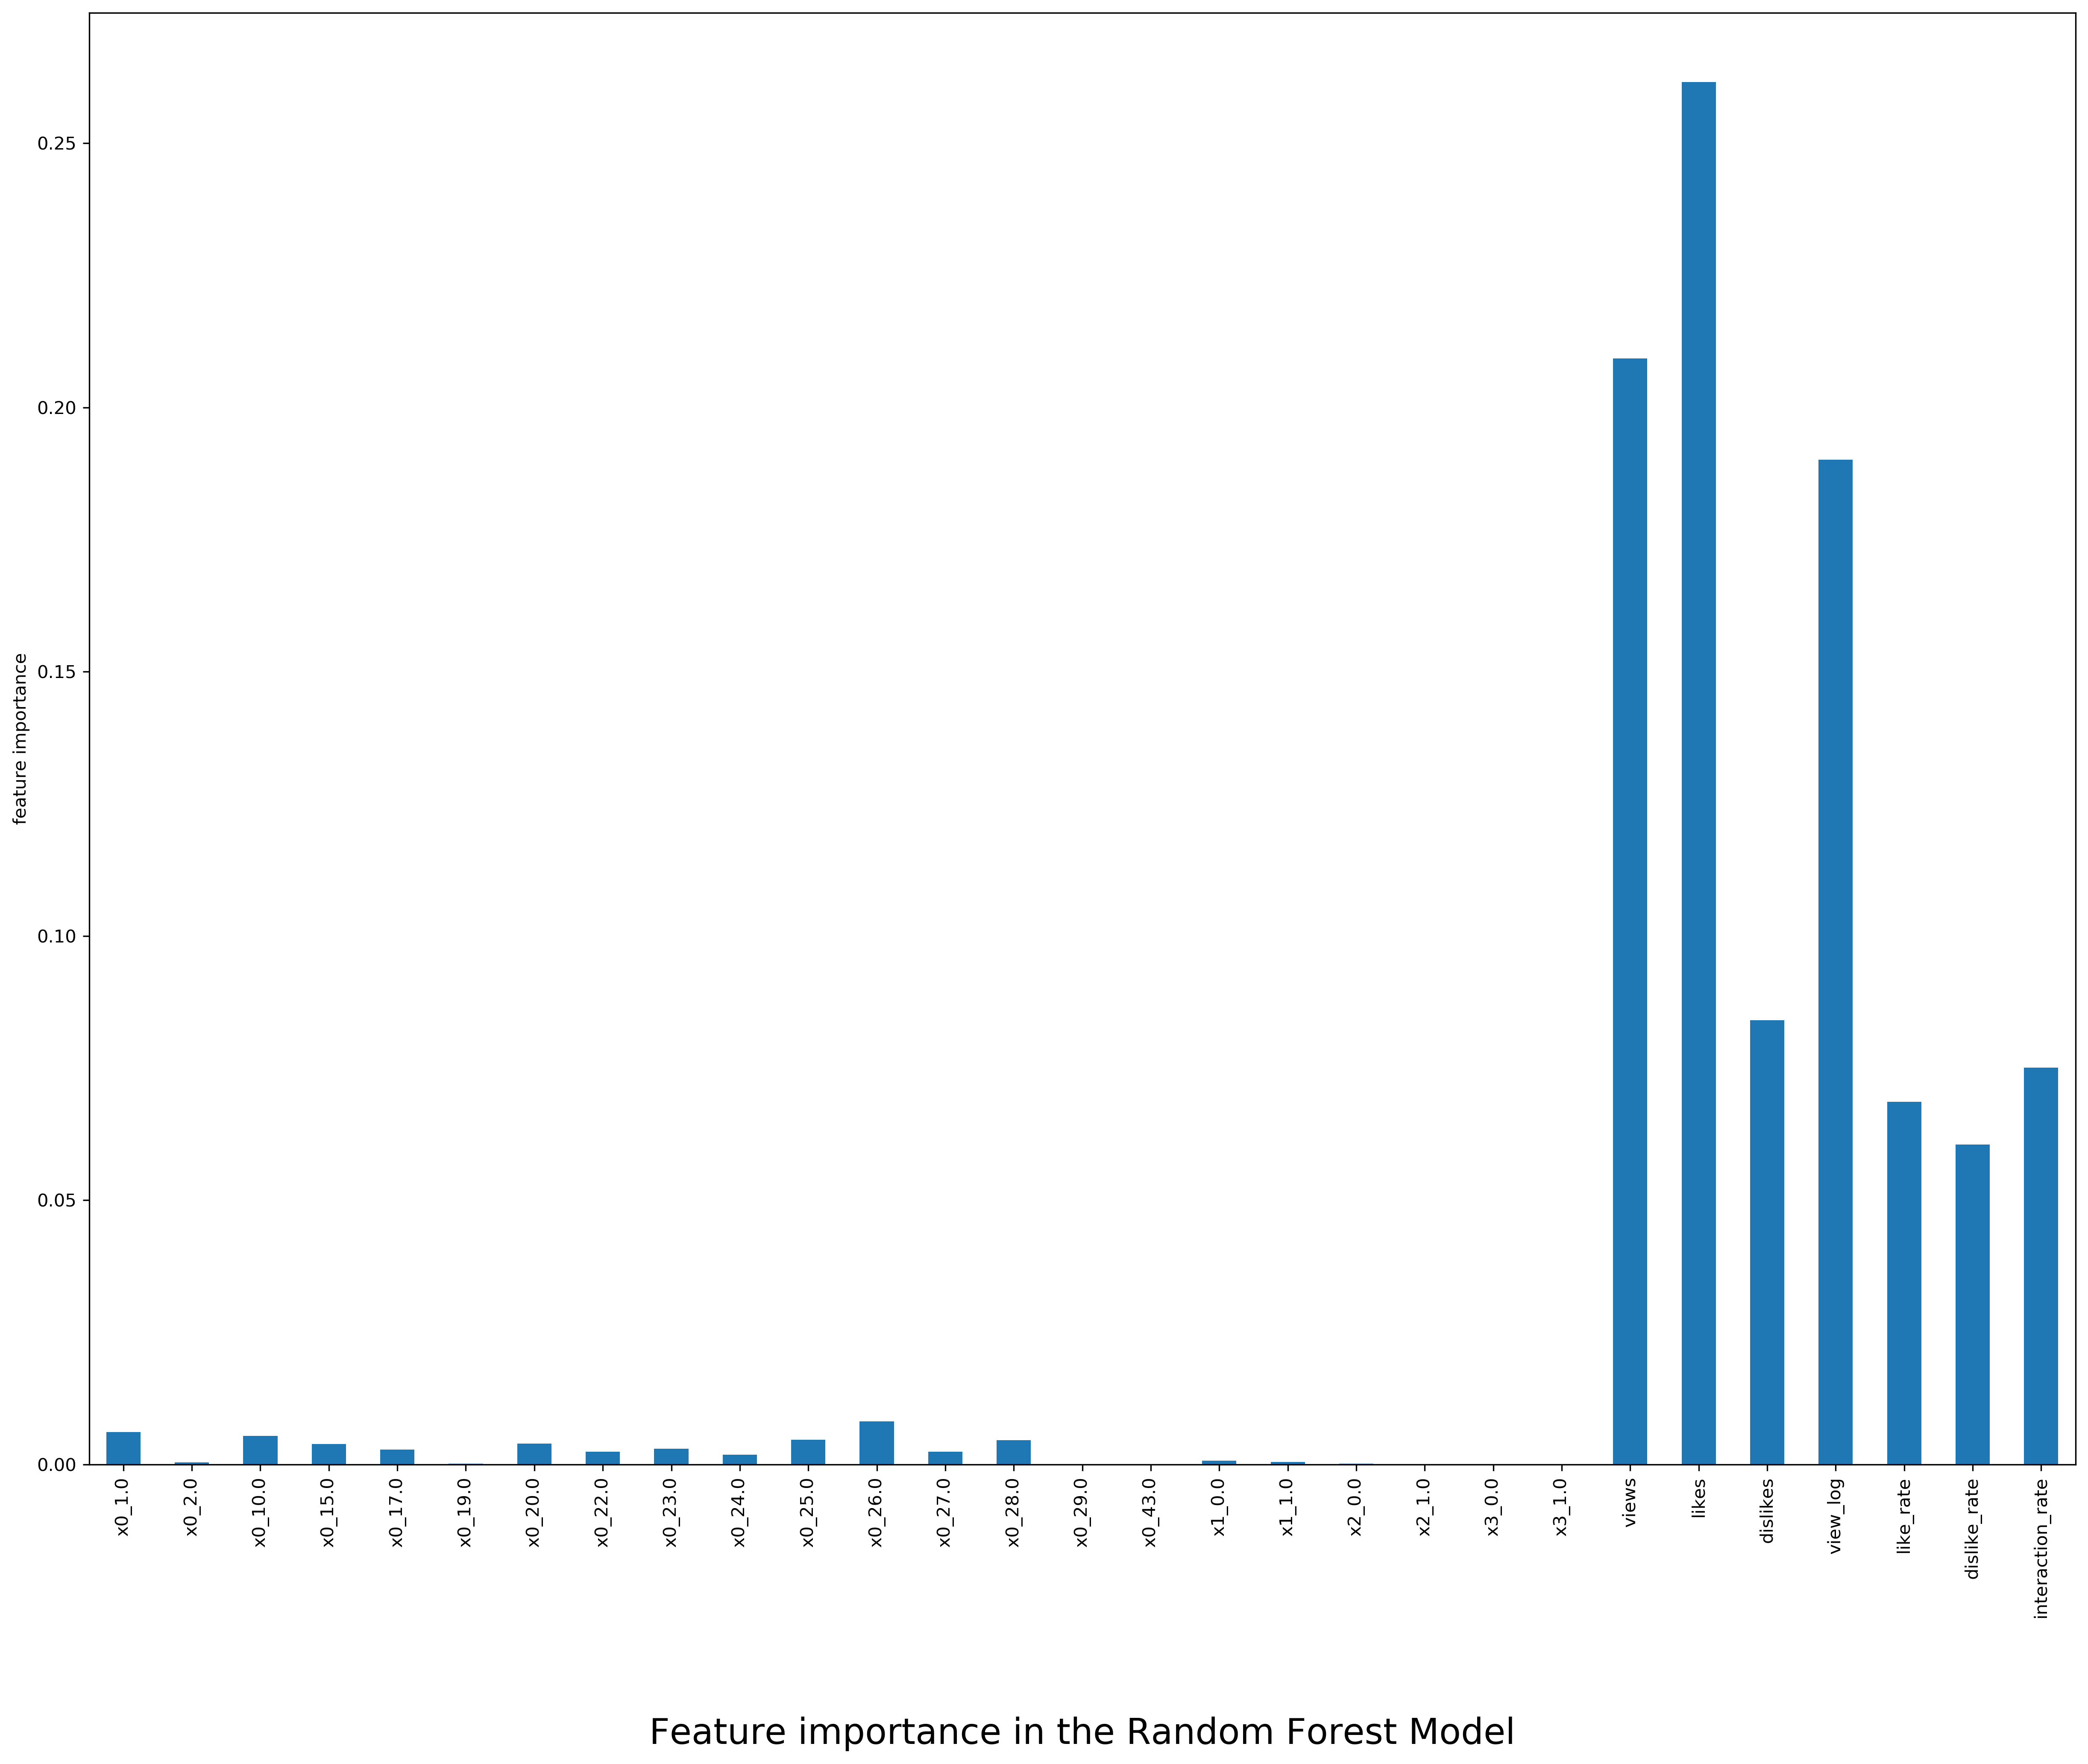 0.25
0.20
0.15
0.10
0.05
0.00
feature importance
x0_1.0
x0_2.0
x0_10.0
x0_15.0
x0_17.0
x0_19.0
x0_20.0
x0_22.0
x0_23.0
x0_24.0
x0_25.0
x0_26.0
x0_27.0
x0_28.0
x0_29.0
x0_43.0
x1_0.0
x1_1.0
x2_0.0
x2_1.0
x3_0.0
x3_1.0
views
likes
dislikes
view_log
like_rate
dislike_rate
interaction_rate
Feature importance in the Random Forest Model